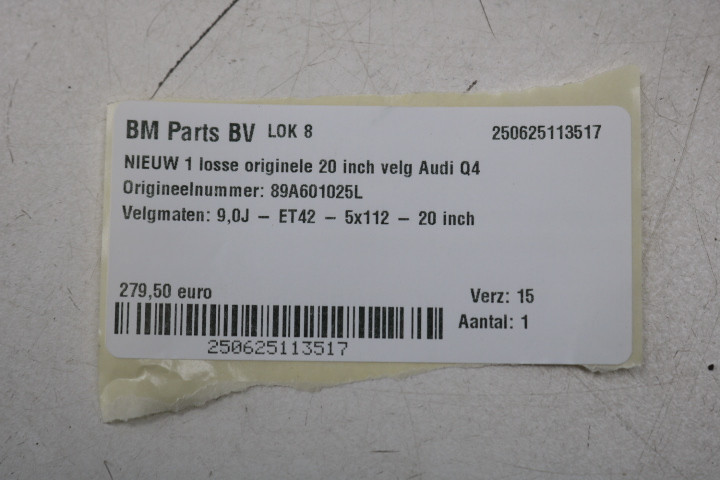 BM Parts BV LOK 8 250625113517
NIEUW 1 losse originele 20 inch velg Audi Q4
Origineelnummer: 89A601025L
Velgmaten: 9,0J – ET42 – 5x112 – 20 inch
279,50 euro Verz: 15
Aantal: 1
250625113517